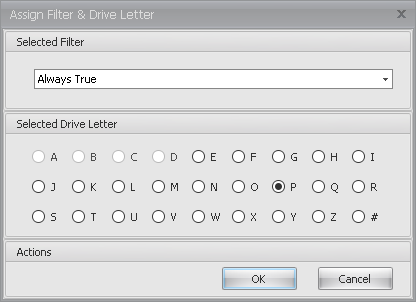 Assign Filter & Drive Letter
Selected Filter
Always True
Selected Drive Letter
A B C D E F G H I
J K L M N O P Q R
S T U V W X Y Z #
Actions
OK Cancel